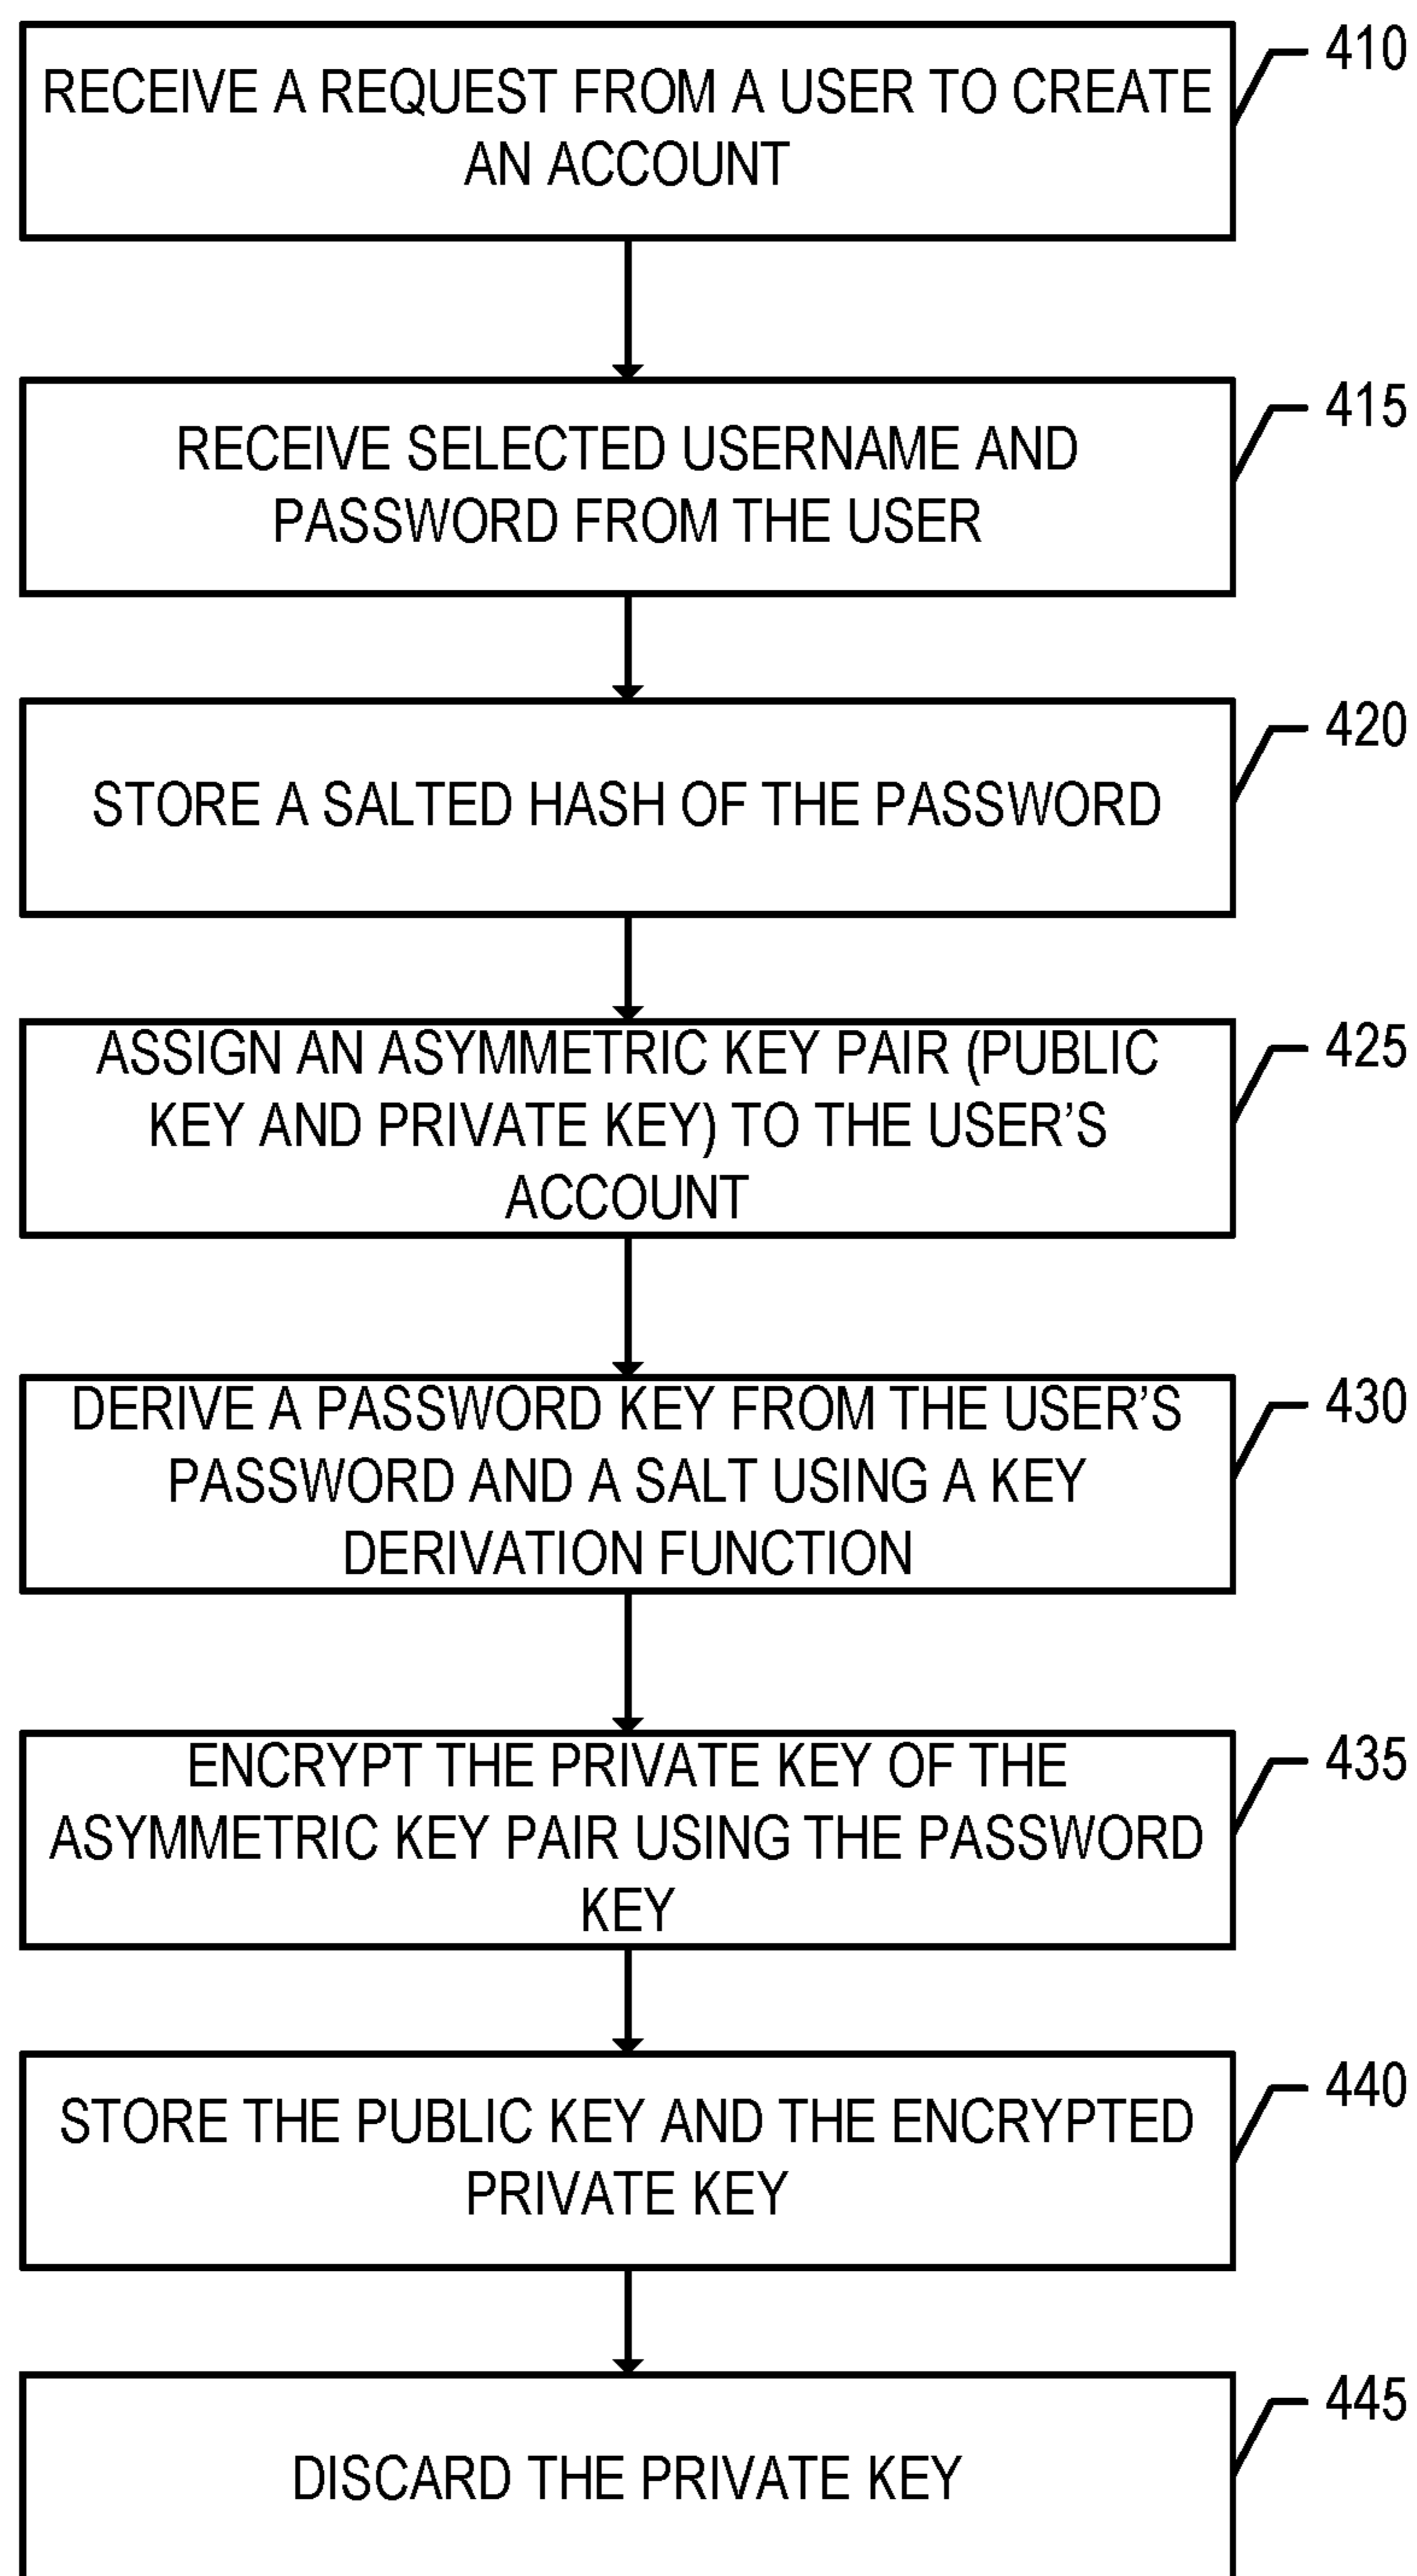 410
RECEIVE A REQUEST FROM A USER TO CREATE
AN ACCOUNT
415
RECEIVE SELECTED USERNAME AND
PASSWORD FROM THE USER
420
STORE A SALTED HASH OF THE PASSWORD
425
ASSIGN AN ASYMMETRIC KEY PAIR (PUBLIC
KEY AND PRIVATE KEY) TO THE USER’S
ACCOUNT
430
DERIVE A PASSWORD KEY FROM THE USER’S
PASSWORD AND A SALT USING A KEY
DERIVATION FUNCTION
435
ENCRYPT THE PRIVATE KEY OF THE
ASYMMETRIC KEY PAIR USING THE PASSWORD
KEY
440
STORE THE PUBLIC KEY AND THE ENCRYPTED
PRIVATE KEY
445
DISCARD THE PRIVATE KEY